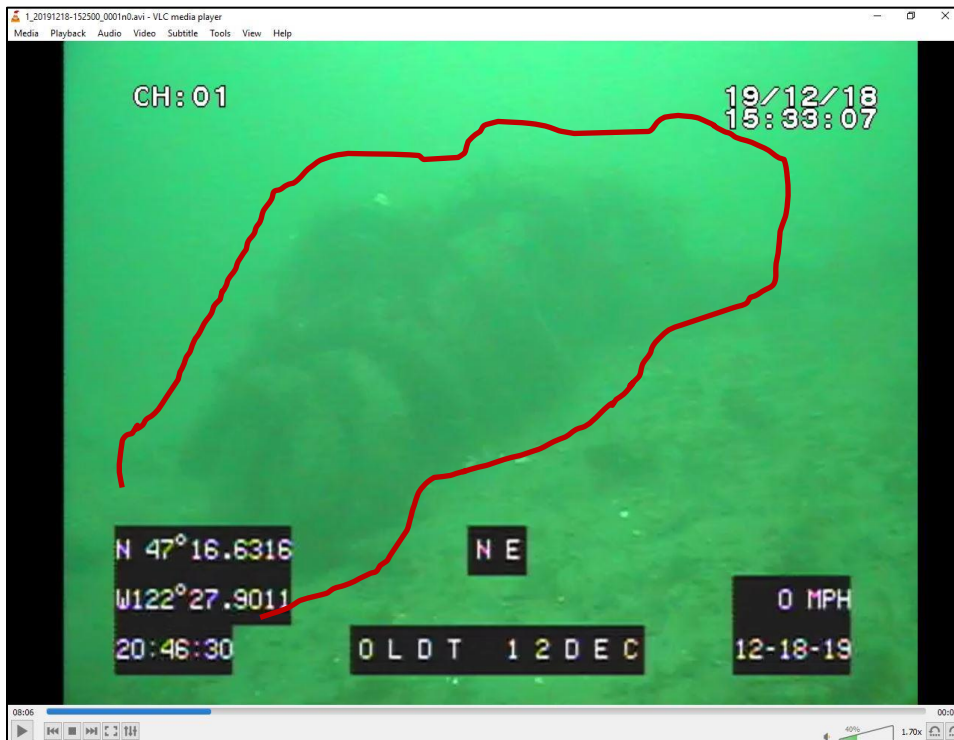 1_20191218-152500_0001n0.avi - VLC media player
Media Playback Audio Video Subtitle Tools View Help
CH:01
19/12/18
15:33:07
N 47°16.6316
N E
W122°27.9011
0 MPH
20:46:30
OLDT 12DEC
12-18-19
08:06
40%
1.70x